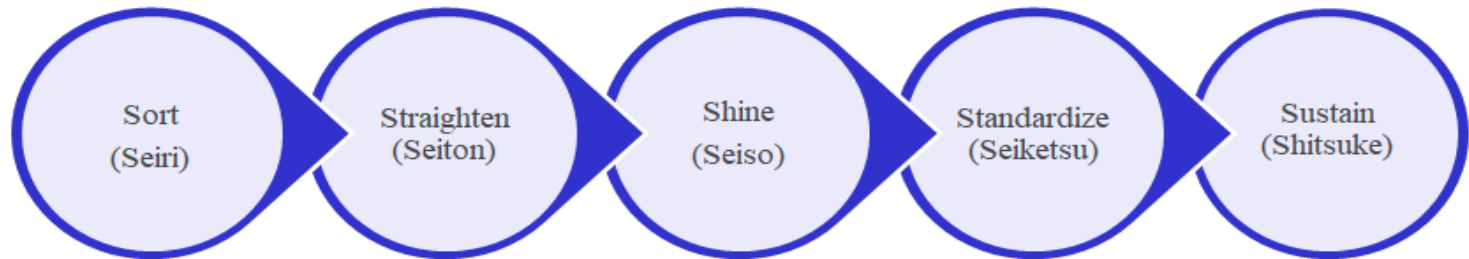 Sort
(Seiri)
Straighten
(Seiton)
Shine
(Seiso)
Standardize
(Seiketsu)
Sustain
(Shitsuke)